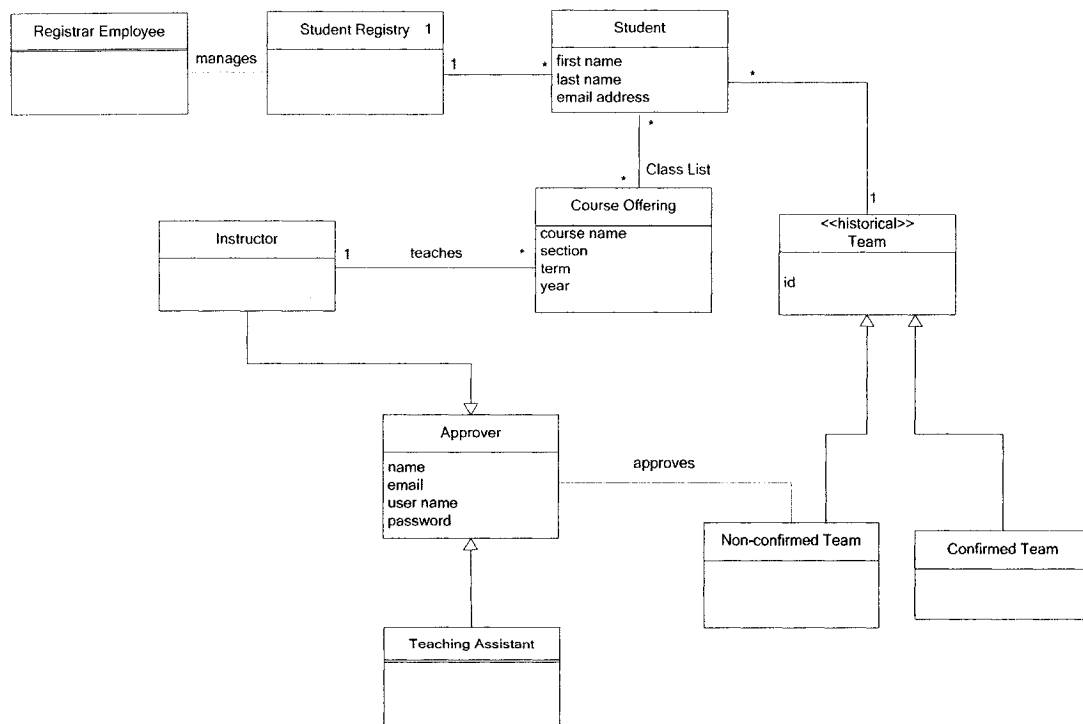 Registrar Employee
manages
Student Registry 1
1
*
Student
first name
last name
email address
*
*
Class List
*
1
Course Offering
course name
section
term
year
Instructor
1
teaches
*
<<historical>>
Team
id
Approver
name
email
user name
password
approves
Non-confirmed Team
Confirmed Team
Teaching Assistant